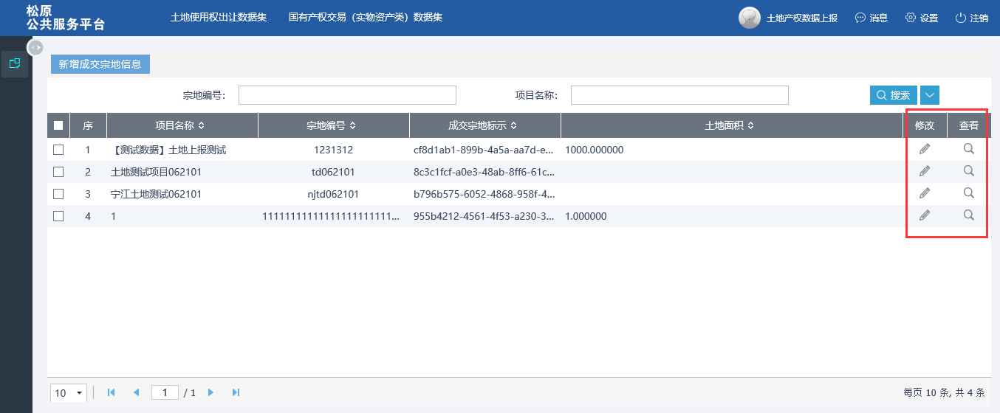 松原
公共服务平台
土地使用权出让数据集 国有产权交易（实物资产类）数据集 土地产权数据上报 消息 设置 注销
新增成交宗地信息
宗地编号： 项目名称： 搜索
序 项目名称 宗地编号 成交宗地标示 土地面积 修改 查看
1 【测试数据】土地上报测试 1231312 cf8d1ab1-899b-4a5a-aa7d-e... 1000.000000
2 土地测试项目062101 td062101 8c3c1fcf-a0e3-48ab-8ff6-61c...
3 宁江土地测试062101 njtd062101 b796b575-6052-4868-958f-4...
4 1 11111111111111111111111... 955b4212-4561-4f53-a230-3... 1.000000
10 1 / 1 每页 10 条, 共 4 条